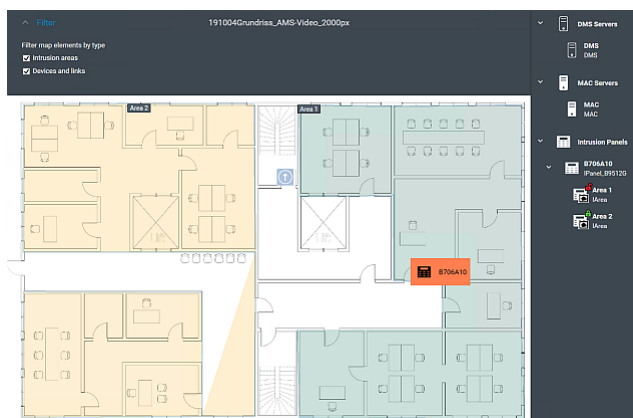 Filter
191004Grundriss_AMS-Video_2000px
Filter map elements by type
Intrusion areas
Devices and links
Area 2
Area 1
B706A10
DMS Servers
DMS
DMS
MAC Servers
MAC
MAC
Intrusion Panels
B706A10
IPanel_B9512G
Area 1
IArea
Area 2
IArea